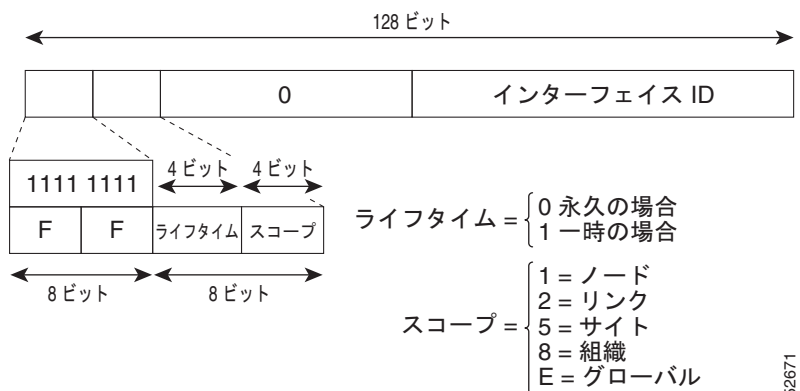 128 ビット
0
インターフェイス ID
4 ビット
4 ビット
1111 1111
F
F
ライフタイム
スコープ
8 ビット
8 ビット
ライフタイム =
0 永久の場合
1 一時の場合
スコープ =
1 = ノード
2 = リンク
5 = サイト
8 = 組織
E = グローバル